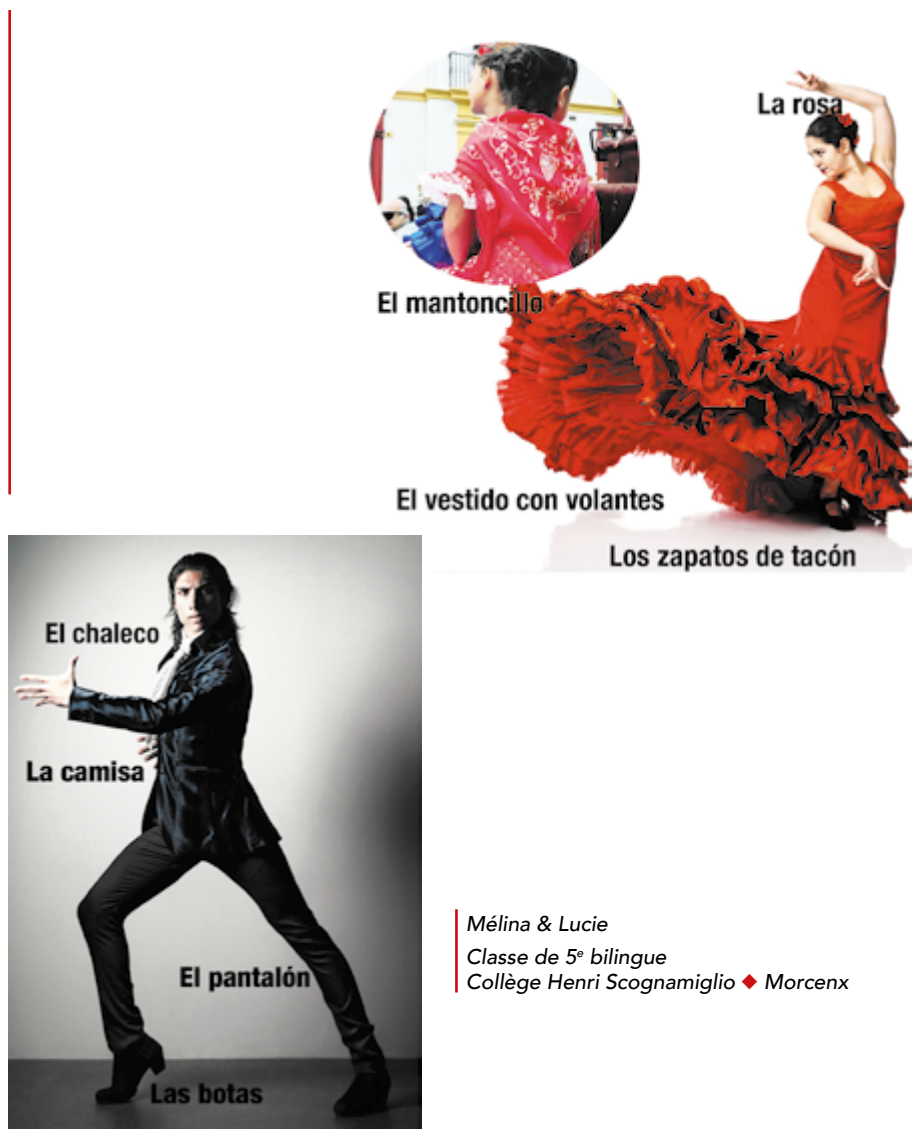 La rosa
El mantoncillo
El vestido con volantes
Los zapatos de tacón
El chaleco
La camisa
El pantalón
Las botas
Mélina & Lucie
Classe de 5e bilingue
Collège Henri Scognamiglio ◆ Morcenx